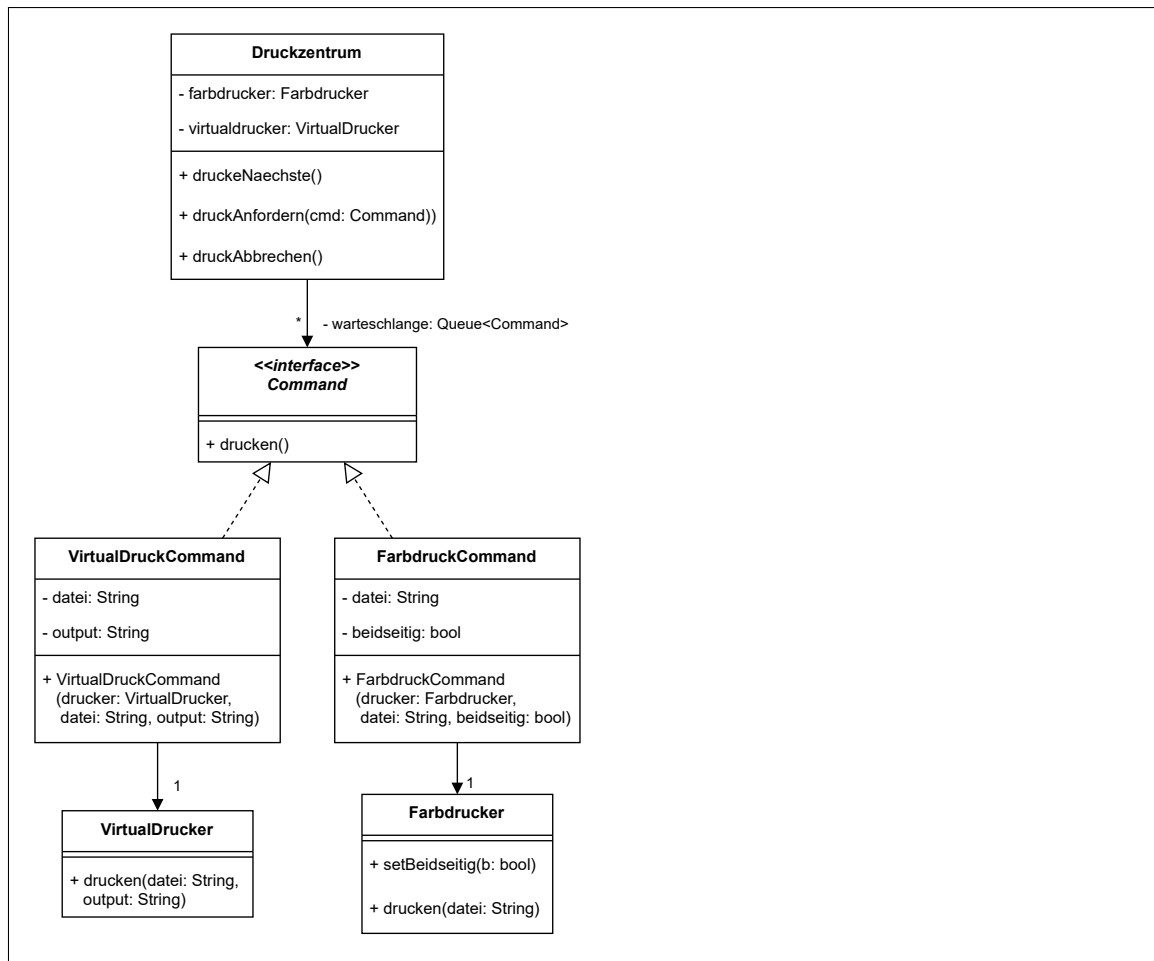 Druckzentrum
- farbdrucker: Farbdrucker
- virtualdrucker: VirtualDrucker
+ druckeNaechste()
+ druckAnfordern(cmd: Command))
+ druckAbbrechen()
* - warteschlange: Queue<Command>
<<interface>>
Command
+ drucken()
VirtualDruckCommand
- datei: String
- output: String
+ VirtualDruckCommand
(drucker: VirtualDrucker,
datei: String, output: String)
FarbdruckCommand
- datei: String
- beidseitig: bool
+ FarbdruckCommand
(drucker: Farbdrucker,
datei: String, beidseitig: bool)
1
1
VirtualDrucker
+ drucken(datei: String,
output: String)
Farbdrucker
+ setBeidseitig(b: bool)
+ drucken(datei: String)